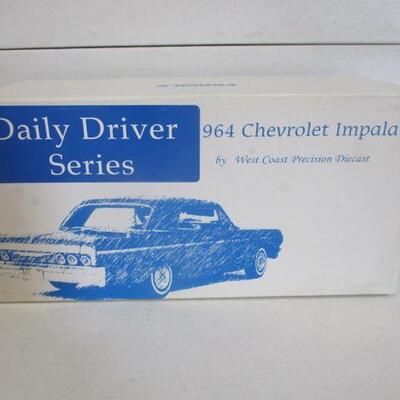 Daily Driver
Series
964 Chevrolet Impala
by West Coast Precision Diecast